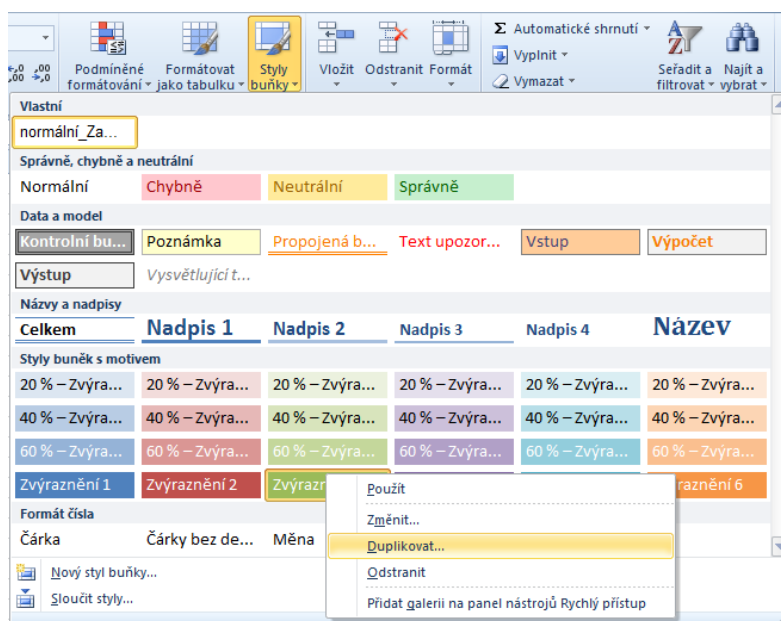 Σ Automatické shrnutí
Vyplnit
Vymazat
Podmíněné formátování
Formátovat jako tabulku
Styly buňky
Vložit
Odstranit
Formát
Seřadit a filtrovat
Najít a vybrat
Vlastní
normální_Za...
Správně, chybně a neutrální
Normální Chybně Neutrální Správně
Data a model
Kontrolní bu... Poznámka Propojená b... Text upozor... Vstup Výpočet
Výstup Vysvětlující t...
Názvy a nadpisy
Celkem Nadpis 1 Nadpis 2 Nadpis 3 Nadpis 4 Název
Styly buněk s motivem
20 % – Zvýra... 20 % – Zvýra... 20 % – Zvýra... 20 % – Zvýra... 20 % – Zvýra... 20 % – Zvýra...
40 % – Zvýra... 40 % – Zvýra... 40 % – Zvýra... 40 % – Zvýra... 40 % – Zvýra... 40 % – Zvýra...
60 % – Zvýra... 60 % – Zvýra... 60 % – Zvýra... 60 % – Zvýra... 60 % – Zvýra... 60 % – Zvýra...
Zvýraznění 1 Zvýraznění 2 Zvýrazn raznění 6
Formát čísla
Čárka Čárky bez de... Měna
Použít
Změnit...
Duplikovat...
Odstranit
Přidat galerii na panel nástrojů Rychlý přístup
Nový styl buňky...
Sloučit styly...